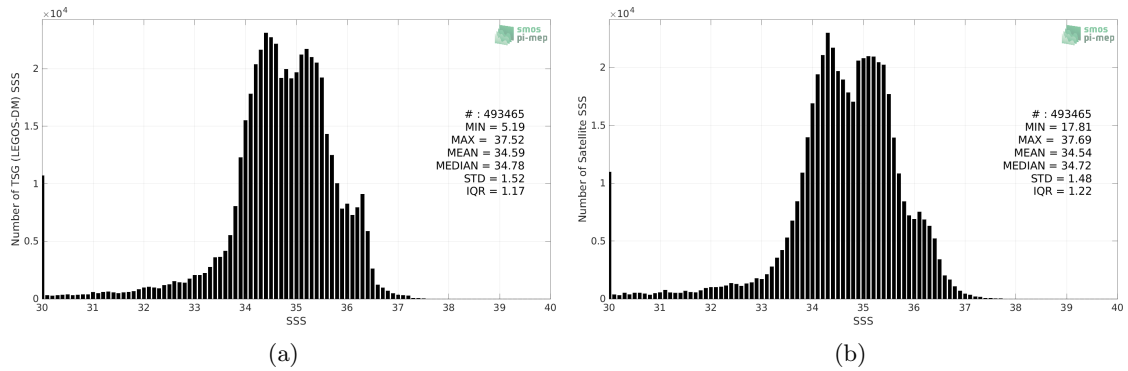 ×10⁴
smos
pi-mep
2
1.5
1
0.5
0
Number of TSG (LEGOS-DM) SSS
# : 493465
MIN = 5.19
MAX = 37.52
MEAN = 34.59
MEDIAN = 34.78
STD = 1.52
IQR = 1.17
30 31 32 33 34 35 36 37 38 39 40
SSS
(a)
×10⁴
smos
pi-mep
2
1.5
1
0.5
0
Number of Satellite SSS
# : 493465
MIN = 17.81
MAX = 37.69
MEAN = 34.54
MEDIAN = 34.72
STD = 1.48
IQR = 1.22
30 31 32 33 34 35 36 37 38 39 40
SSS
(b)